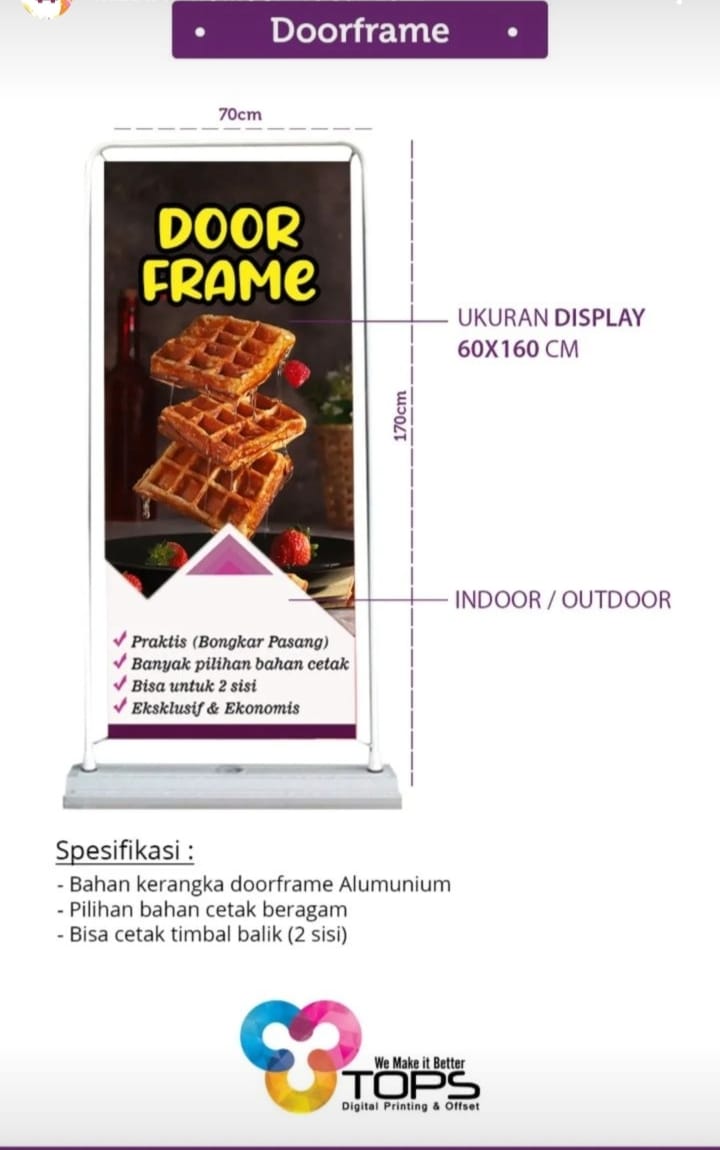 • Doorframe •
70cm
DOOR
FRAMe
UKURAN DISPLAY
60X160 CM
170cm
INDOOR / OUTDOOR
Praktis (Bongkar Pasang)
Banyak pilihan bahan cetak
Bisa untuk 2 sisi
Eksklusif & Ekonomis
Spesifikasi :
- Bahan kerangka doorframe Alumunium
- Pilihan bahan cetak beragam
- Bisa cetak timbal balik (2 sisi)
We Make it Better
TOPS
Digital Printing & Offset